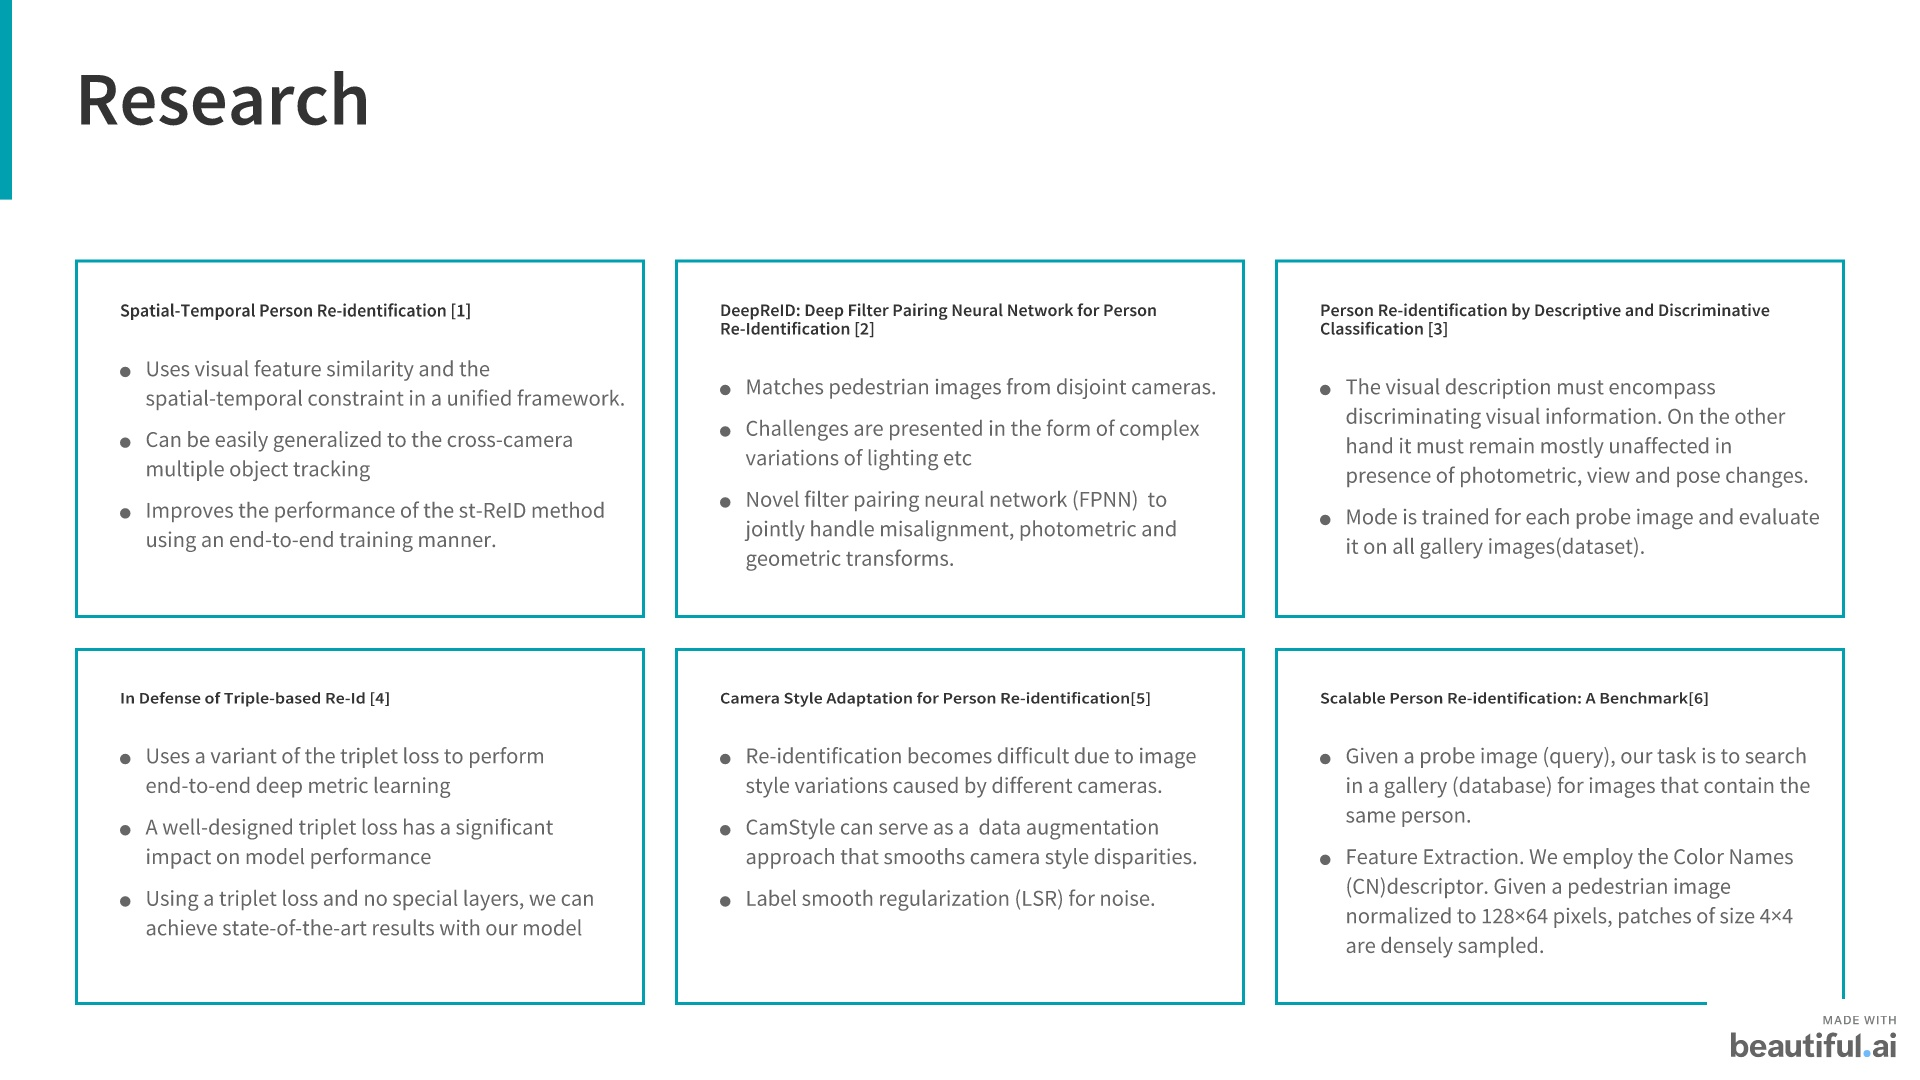 Research
Spatial-Temporal Person Re-identification [1]
Uses visual feature similarity and the
spatial-temporal constraint in a unified framework.
Can be easily generalized to the cross-camera
multiple object tracking
Improves the performance of the st-ReID method
using an end-to-end training manner.
DeepReID: Deep Filter Pairing Neural Network for Person
Re-Identification [2]
Matches pedestrian images from disjoint cameras.
Challenges are presented in the form of complex
variations of lighting etc
Novel filter pairing neural network (FPNN)  to
jointly handle misalignment, photometric and
geometric transforms.
Person Re-identification by Descriptive and Discriminative
Classification [3]
The visual description must encompass
discriminating visual information. On the other
hand it must remain mostly unaffected in
presence of photometric, view and pose changes.
Mode is trained for each probe image and evaluate
it on all gallery images(dataset).
In Defense of Triple-based Re-Id [4]
Uses a variant of the triplet loss to perform
end-to-end deep metric learning
A well-designed triplet loss has a significant
impact on model performance
Using a triplet loss and no special layers, we can
achieve state-of-the-art results with our model
Camera Style Adaptation for Person Re-identification[5]
Re-identification becomes difficult due to image
style variations caused by different cameras.
CamStyle can serve as a  data augmentation
approach that smooths camera style disparities.
Label smooth regularization (LSR) for noise.
Scalable Person Re-identification: A Benchmark[6]
Given a probe image (query), our task is to search
in a gallery (database) for images that contain the
same person.
Feature Extraction. We employ the Color Names
(CN)descriptor. Given a pedestrian image
normalized to 128×64 pixels, patches of size 4×4
are densely sampled.
MADE WITH
beautiful.ai